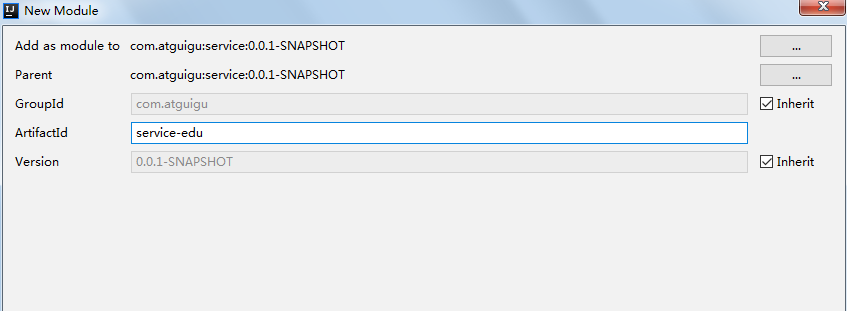 IJ New Module
Add as module to com.atguigu:service:0.0.1-SNAPSHOT ...
Parent com.atguigu:service:0.0.1-SNAPSHOT ...
GroupId com.atguigu Inherit
ArtifactId service-edu
Version 0.0.1-SNAPSHOT Inherit